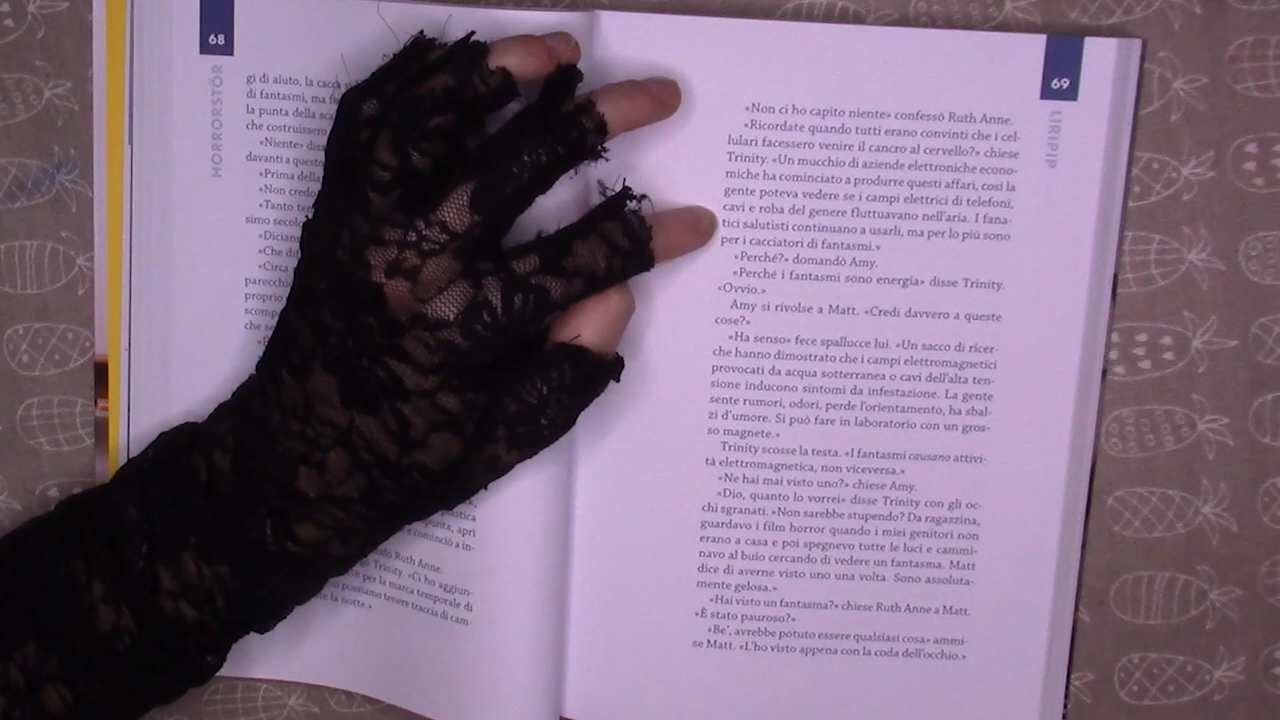 68
HORRORSTÖR
gi di aiuto, la
di fantasmi, ma
la punta della
che costruissero
«Niente»
davanti a questo
«Prima della
«Non credo
«Tanto
simo
«Che
«Circa
parecchi
proprio
che
apri
e cominciò a in-
Ruth Anne.
Trinity. «Ci ho aggiun-
per la marca temporale di
possiamo tenere traccia di cam-
notte.»
69
LIRIPIP
«Non ci ho capito niente» confessò Ruth Anne.
«Ricordate quando tutti erano convinti che i cel-
lulari facessero venire il cancro al cervello?» chiese
Trinity. «Un mucchio di aziende elettroniche econo-
miche ha cominciato a produrre questi affari, così la
gente poteva vedere se i campi elettrici di telefoni,
cavi e roba del genere fluttuavano nell'aria. I fana-
tici salutisti continuano a usarli, ma per lo più sono
per i cacciatori di fantasmi.»
«Perché?» domandò Amy.
«Perché i fantasmi sono energia» disse Trinity.
«Ovvio.»
Amy si rivolse a Matt. «Credi davvero a queste
cose?»
«Ha senso» fece spallucce lui. «Un sacco di ricer-
che hanno dimostrato che i campi elettromagnetici
provocati da acqua sotterranea o cavi dell'alta ten-
sione inducono sintomi da infestazione. La gente
sente rumori, odori, perde l'orientamento, ha sbal-
zi d'umore. Si può fare in laboratorio con un gros-
so magnete.»
Trinity scosse la testa. «I fantasmi causano attivi-
tà elettromagnetica, non viceversa.»
«Ne hai mai visto uno?» chiese Amy.
«Dio, quanto lo vorrei» disse Trinity con gli oc-
chi sgranati. «Non sarebbe stupendo? Da ragazzina,
guardavo i film horror quando i miei genitori non
erano a casa e poi spegnevo tutte le luci e cammi-
navo al buio cercando di vedere un fantasma. Matt
dice di averne visto uno una volta. Sono assoluta-
mente gelosa.»
«Hai visto un fantasma?» chiese Ruth Anne a Matt.
«È stato pauroso?»
«Be', avrebbe potuto essere qualsiasi cosa» ammi-
se Matt. «L'ho visto appena con la coda dell'occhio.»